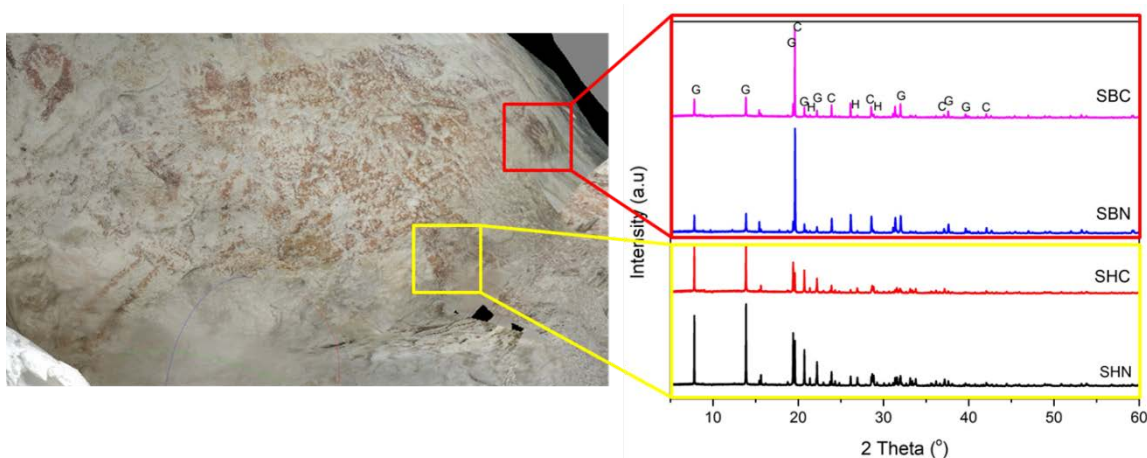 C
G
G
G
G
H
G
C
H
C
H
G
C
G
G
C
SBC
SBN
SHC
SHN
Intensity (a.u)
10 20 30 40 50 60
2 Theta (°)